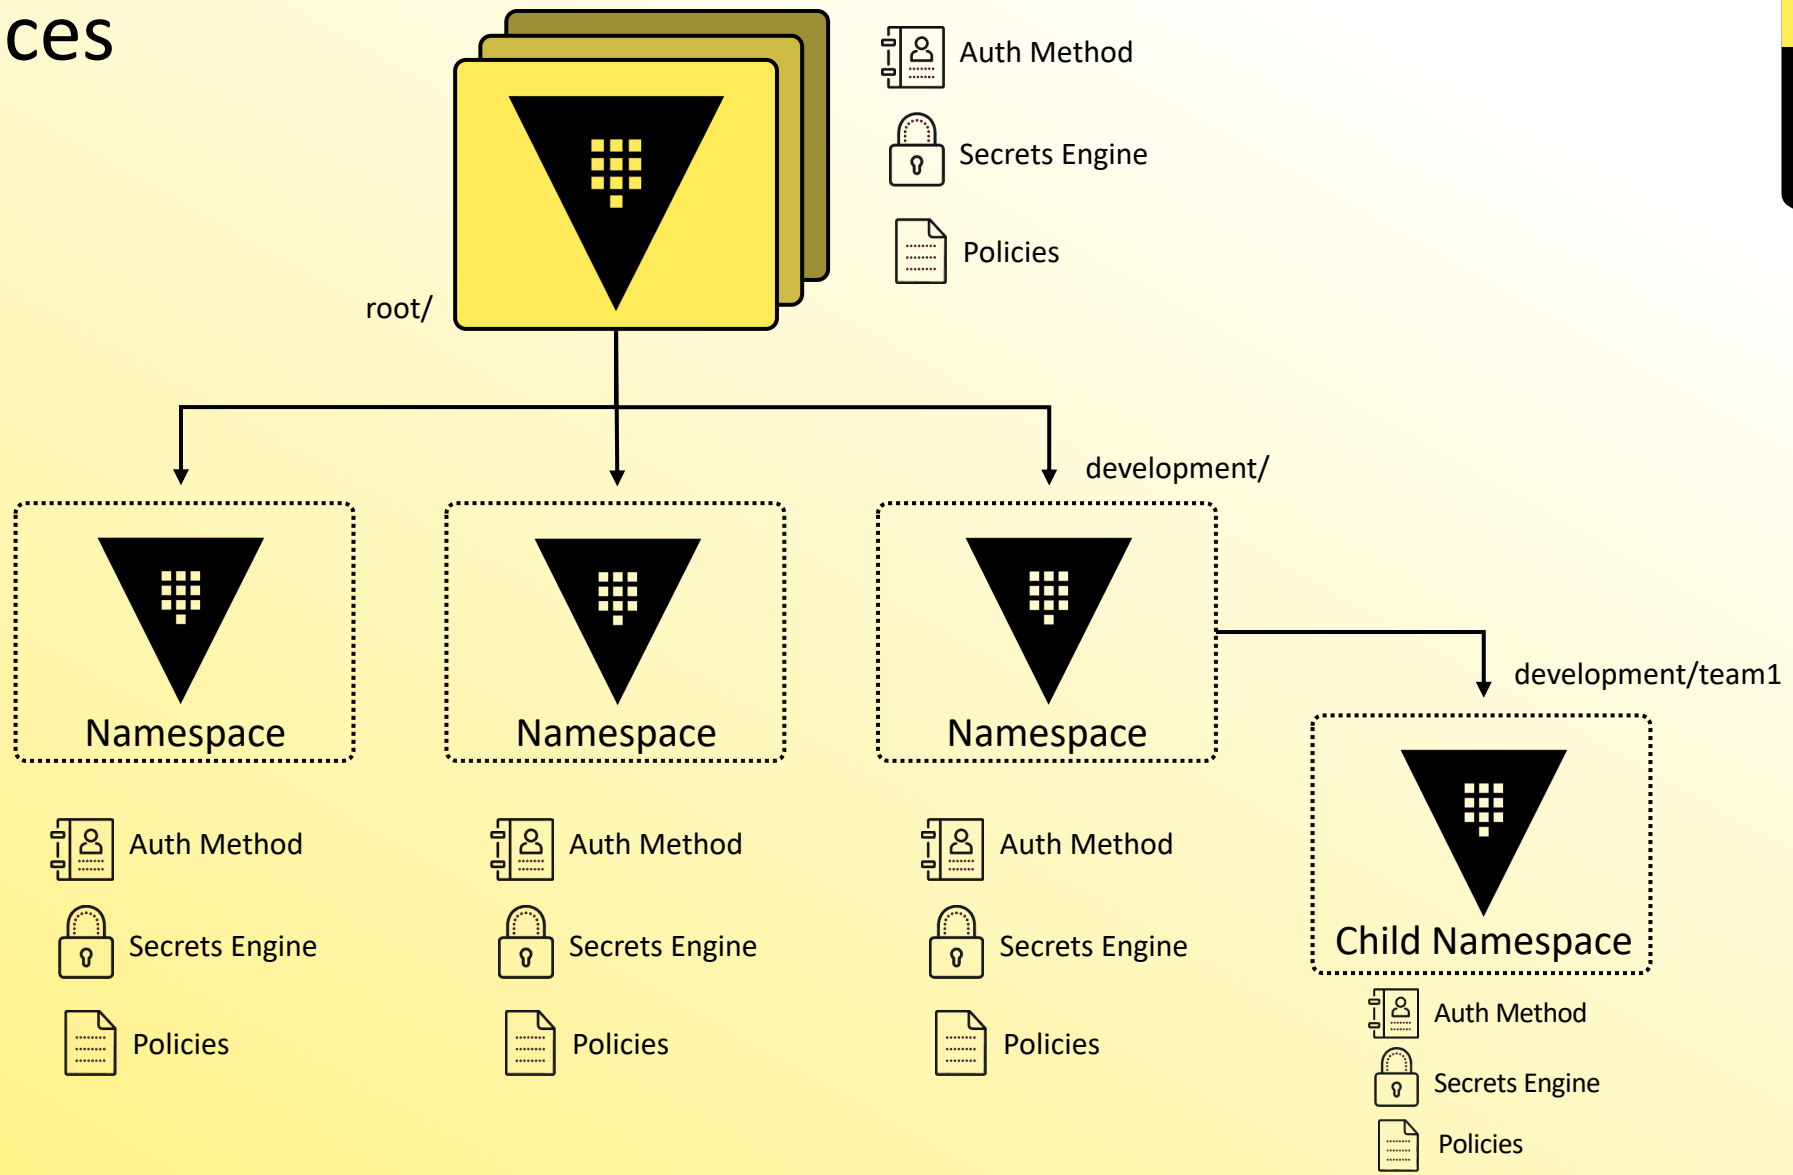 ces
Auth Method
Secrets Engine
Policies
root/
development/
development/team1
Namespace
Namespace
Namespace
Child Namespace
Auth Method
Secrets Engine
Policies
Auth Method
Secrets Engine
Policies
Auth Method
Secrets Engine
Policies
Auth Method
Secrets Engine
Policies